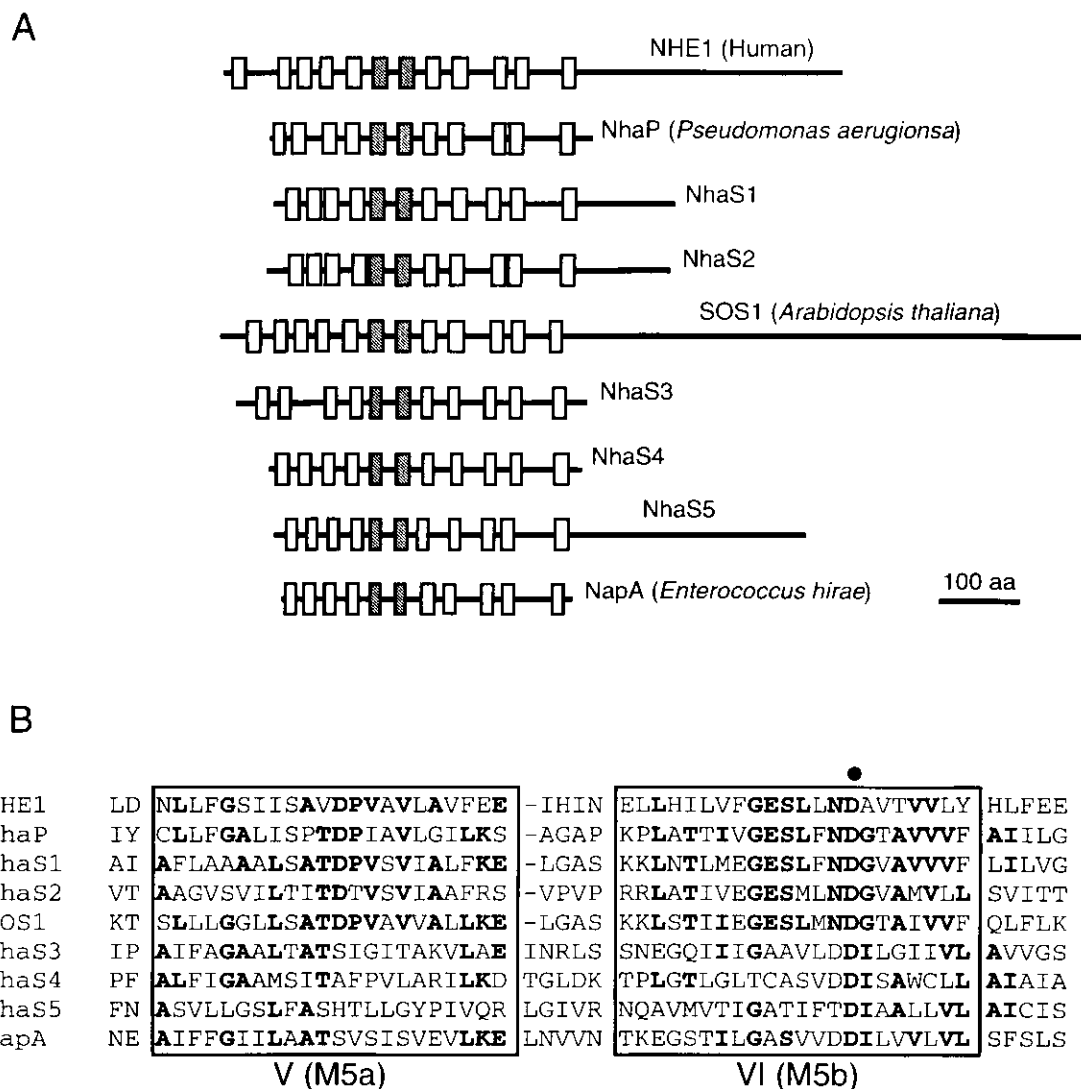 A
NHE1 (Human)
NhaP (Pseudomonas aerugionsa)
NhaS1
NhaS2
SOS1 (Arabidopsis thaliana)
NhaS3
NhaS4
NhaS5
NapA (Enterococcus hirae)
100 aa
B
HE1 LD NLLFGSIISAVDPVAVLAVFEE -IHIN ELLHILVFGESLLNDAVTVVLY HLFEE
haP IY CLLFGALISPTDPIAVLGILKS -AGAP KPLATTIVGESLFNDGTAVVVF AIILG
haS1 AI AFLAAAALSATDPVSVIALFKE -LGAS KKLNTLMEGESLFNDGVAVVVF LILVG
haS2 VT AAGVSVILTITDTVSVIAAFRS -VPVP RRLATIVEGESMLNDGVAMVLL SVITT
OS1 KT SLLLGGLLSATDPVAVVALLKE -LGAS KKLSTIIEGESLMNDGTAIVVF QLFLK
haS3 IP AIFAGAALTATSIGITAKVLAE INRLS SNEGQIIIGAAVLDDILGIIVL AVVGS
haS4 PF ALFIGAAMSITAFPVLARILKD TGLDK TPLGTLGLTCASVDDISAWCLL AIAIA
haS5 FN ASVLLGSLFASHTLLGYPIVQR LGIVR NQAVMVTIGATIFTDIAALLVL AICIS
apA NE AIFFGIILAATSVSISVEVLKE LNVVN TKEGSTILGASVVDDILVVLVL SFSLS
V (M5a) VI (M5b)